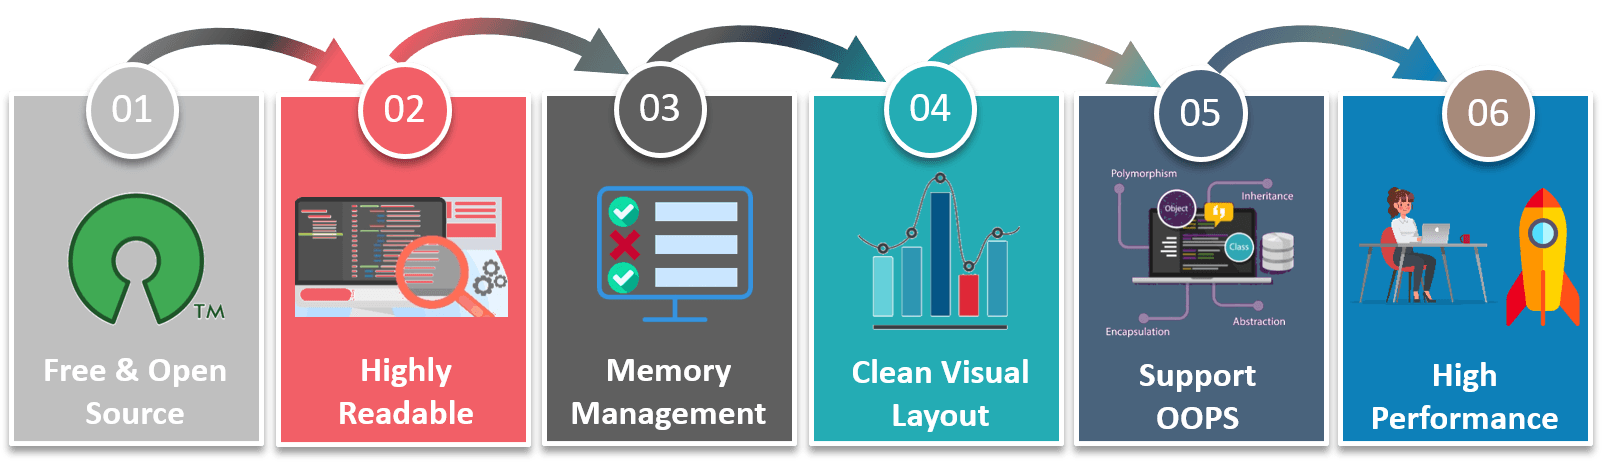 01
02
03
04
05
06
TM
Polymorphism
Inheritance
Object
Class
Encapsulation
Abstraction
Free & Open
Source
Highly
Readable
Memory
Management
Clean Visual
Layout
Support
OOPS
High
Performance